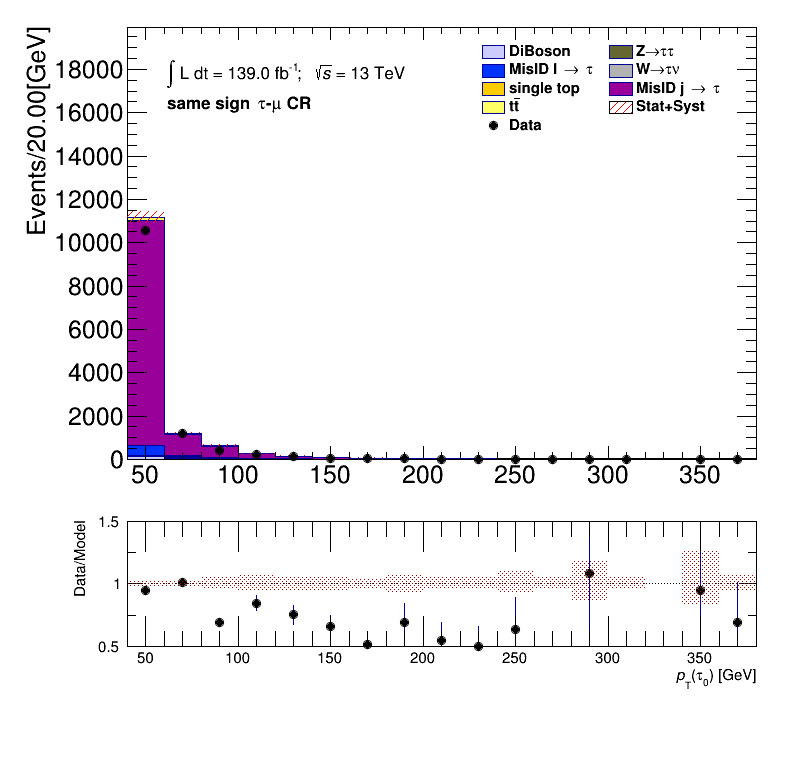 Events/20.00[GeV]
18000
16000
14000
12000
10000
8000
6000
4000
2000
0
∫ L dt = 139.0 fb⁻¹; √s = 13 TeV
same sign τ-μ CR
DiBoson Z→ττ
MisID l → τ W→τν
single top MisID j → τ
tt̄ Stat+Syst
Data
50 100 150 200 250 300 350
Data/Model
1.5
1
0.5
50 100 150 200 250 300 350
p_T(τ₀) [GeV]